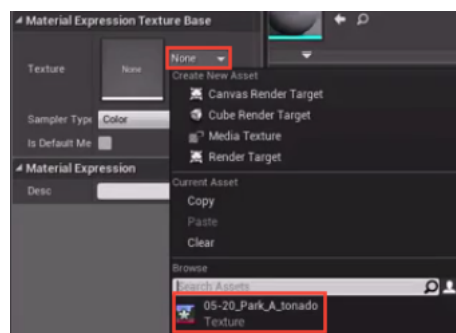 Material Expression Texture Base
Texture
None
None
Create New Asset
Canvas Render Target
Cube Render Target
Media Texture
Render Target
Sampler Type
Color
Is Default Me
Material Expression
Desc
Current Asset
Copy
Paste
Clear
Browse
Search Assets
05-20_Park_A_tonado
Texture